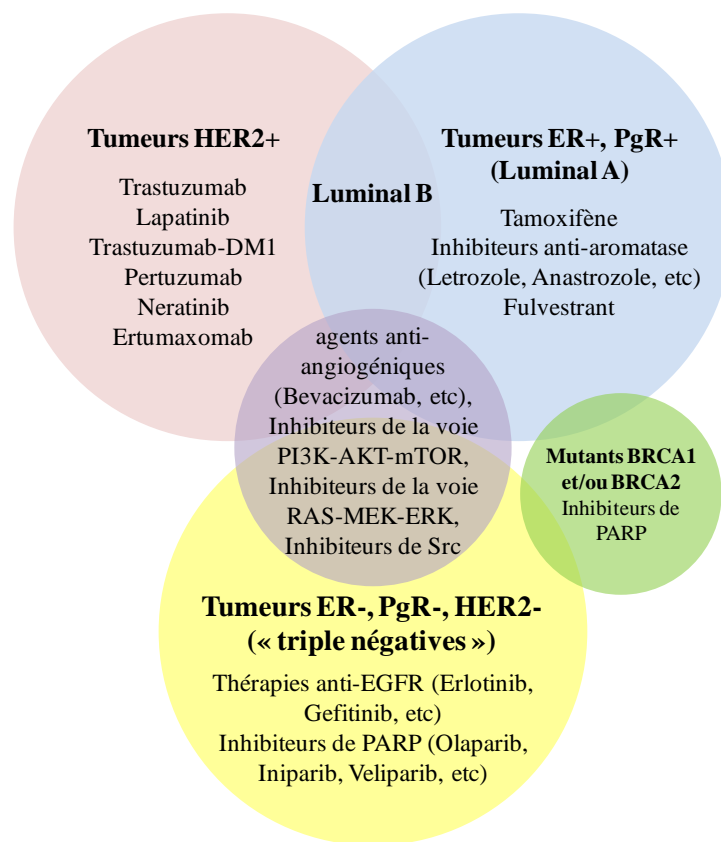 Tumeurs HER2+
Trastuzumab
Lapatinib
Trastuzumab-DM1
Pertuzumab
Neratinib
Ertumaxomab
Luminal B
Tumeurs ER+, PgR+
(Luminal A)
Tamoxifène
Inhibiteurs anti-aromatase
(Letrozole, Anastrozole, etc)
Fulvestrant
agents anti-
angiogéniques
(Bevacizumab, etc),
Inhibiteurs de la voie
PI3K-AKT-mTOR,
Inhibiteurs de la voie
RAS-MEK-ERK,
Inhibiteurs de Src
Mutants BRCA1
et/ou BRCA2
Inhibiteurs de
PARP
Tumeurs ER-, PgR-, HER2-
(« triple négatives »)
Thérapies anti-EGFR (Erlotinib,
Gefitinib, etc)
Inhibiteurs de PARP (Olaparib,
Iniparib, Veliparib, etc)